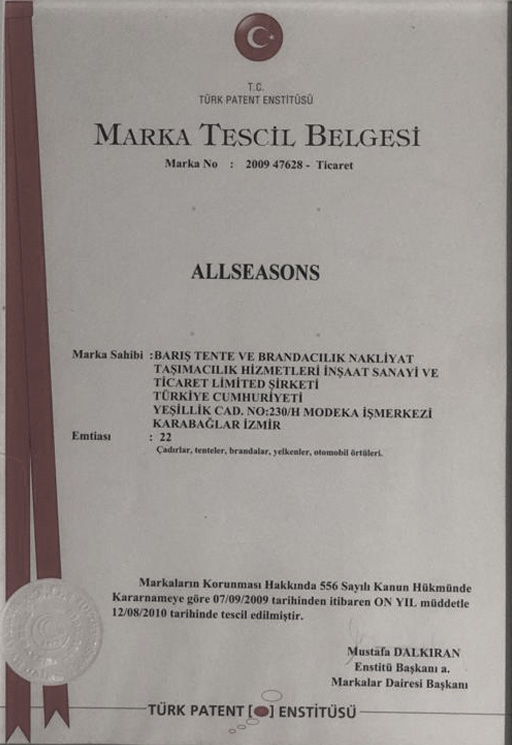 T.C.
TÜRK PATENT ENSTİTÜSÜ
MARKA TESCİL BELGESİ
Marka No : 2009 47628 - Ticaret
ALLSEASONS
Marka Sahibi :BARIŞ TENTE VE BRANDACILIK NAKLİYAT
TAŞIMACILIK HİZMETLERİ İNŞAAT SANAYİ VE
TİCARET LİMİTED ŞİRKETİ
TÜRKİYE CUMHURİYETİ
YEŞİLLİK CAD. NO:230/H MODEKA İŞMERKEZİ
KARABAĞLAR İZMİR
Emtiası : 22
Çadırlar, tenteler, brandalar, yelkenler, otomobil örtüleri.
Markaların Korunması Hakkında 556 Sayılı Kanun Hükmünde
Kararnameye göre 07/09/2009 tarihinden itibaren ON YIL müddetle
12/08/2010 tarihinde tescil edilmiştir.
Mustafa DALKIRAN
Enstitü Başkanı a.
Markalar Dairesi Başkanı
TÜRK PATENT [ ] ENSTİTÜSÜ